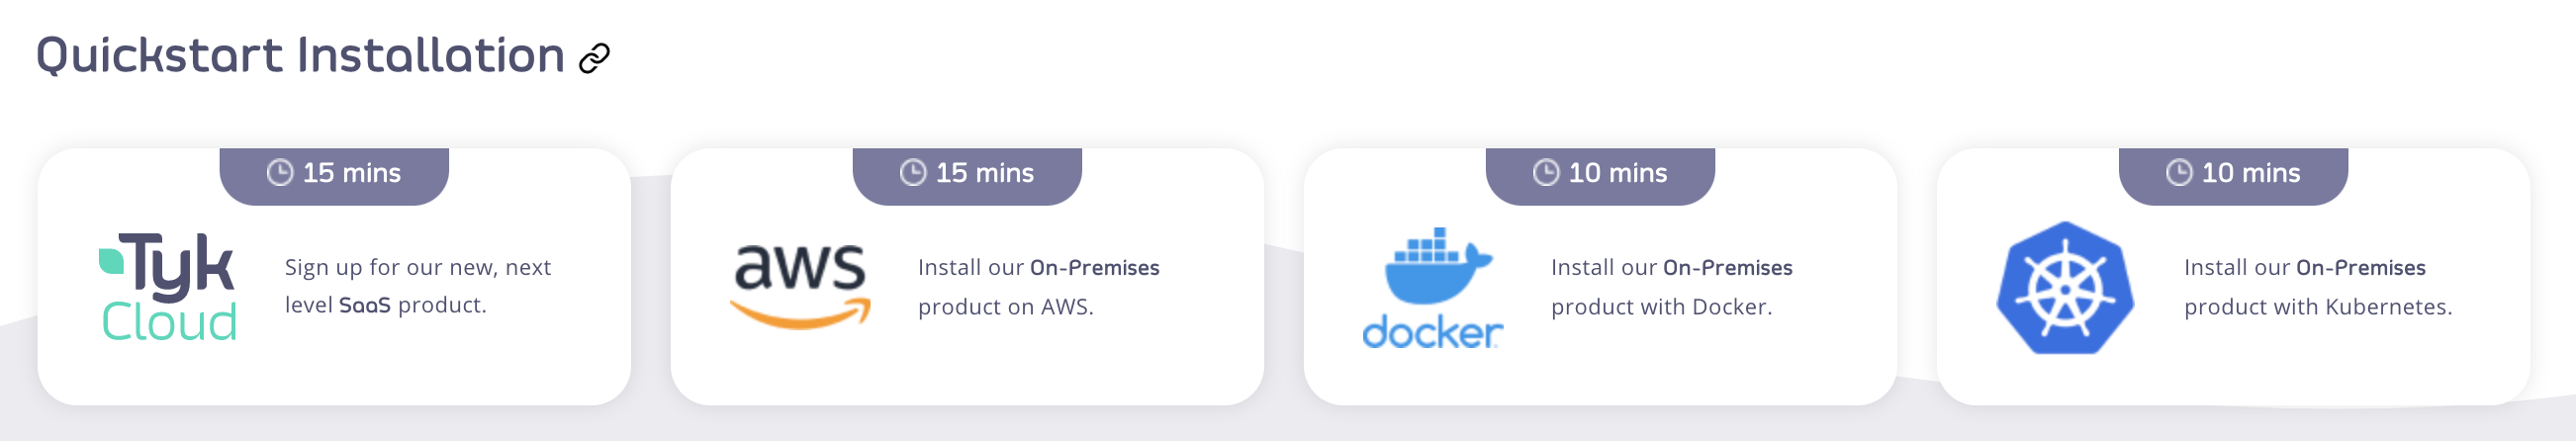 Quickstart Installation
15 mins
Tyk
Cloud
Sign up for our new, next
level SaaS product.
15 mins
aws
Install our On-Premises
product on AWS.
10 mins
docker
Install our On-Premises
product with Docker.
10 mins
Install our On-Premises
product with Kubernetes.